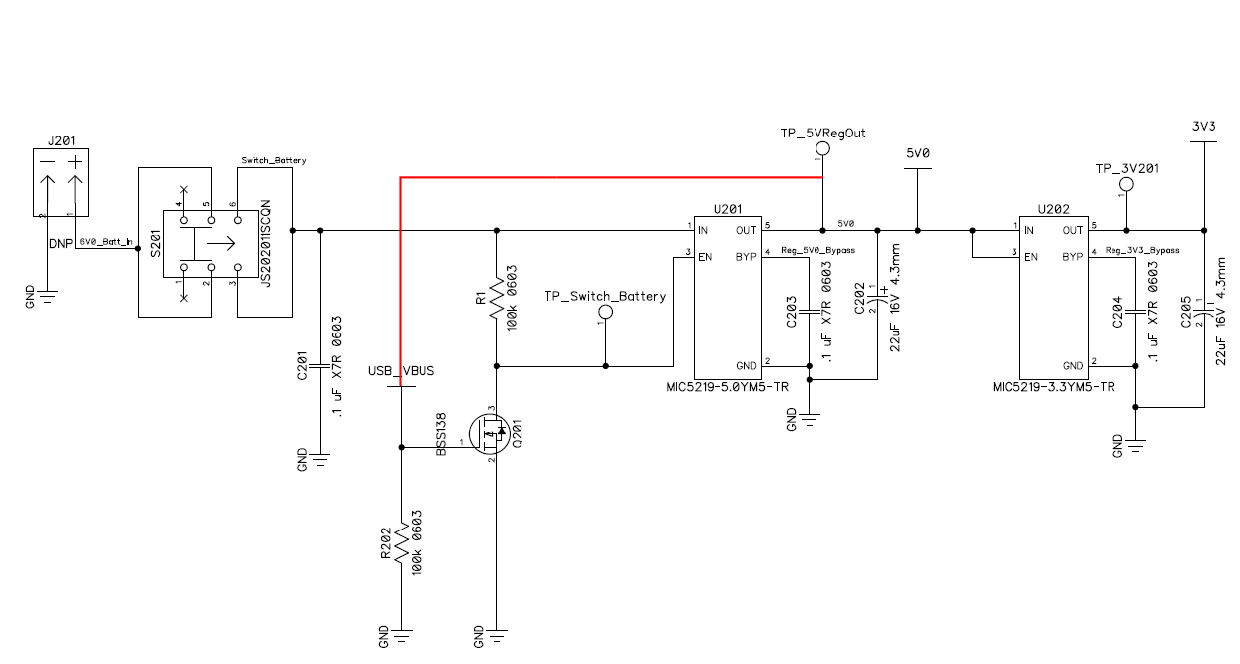 J201
− +
2 1
DNP
6V0_Batt_In
GND
S201
4 5 6
1 2 3
JS202011SCQN
Switch_Battery
C201
.1 uF X7R 0603
GND
USB_VBUS
R202
100k 0603
GND
R1
100k 0603
BSS138
1
3
2
Q201
GND
TP_Switch_Battery
1
TP_5VRegOut
1
U201
1 IN OUT 5
3 EN BYP 4
GND 2
MIC5219-5.0YM5-TR
5V0
Reg_5V0_Bypass
C203
.1 uF X7R 0603
GND
C202
1 +
2
22uF 16V 4.3mm
5V0
U202
1 IN OUT 5
3 EN BYP 4
GND 2
MIC5219-3.3YM5-TR
TP_3V201
1
Reg_3V3_Bypass
C204
.1 uF X7R 0603
GND
3V3
C205
1
2
22uF 16V 4.3mm